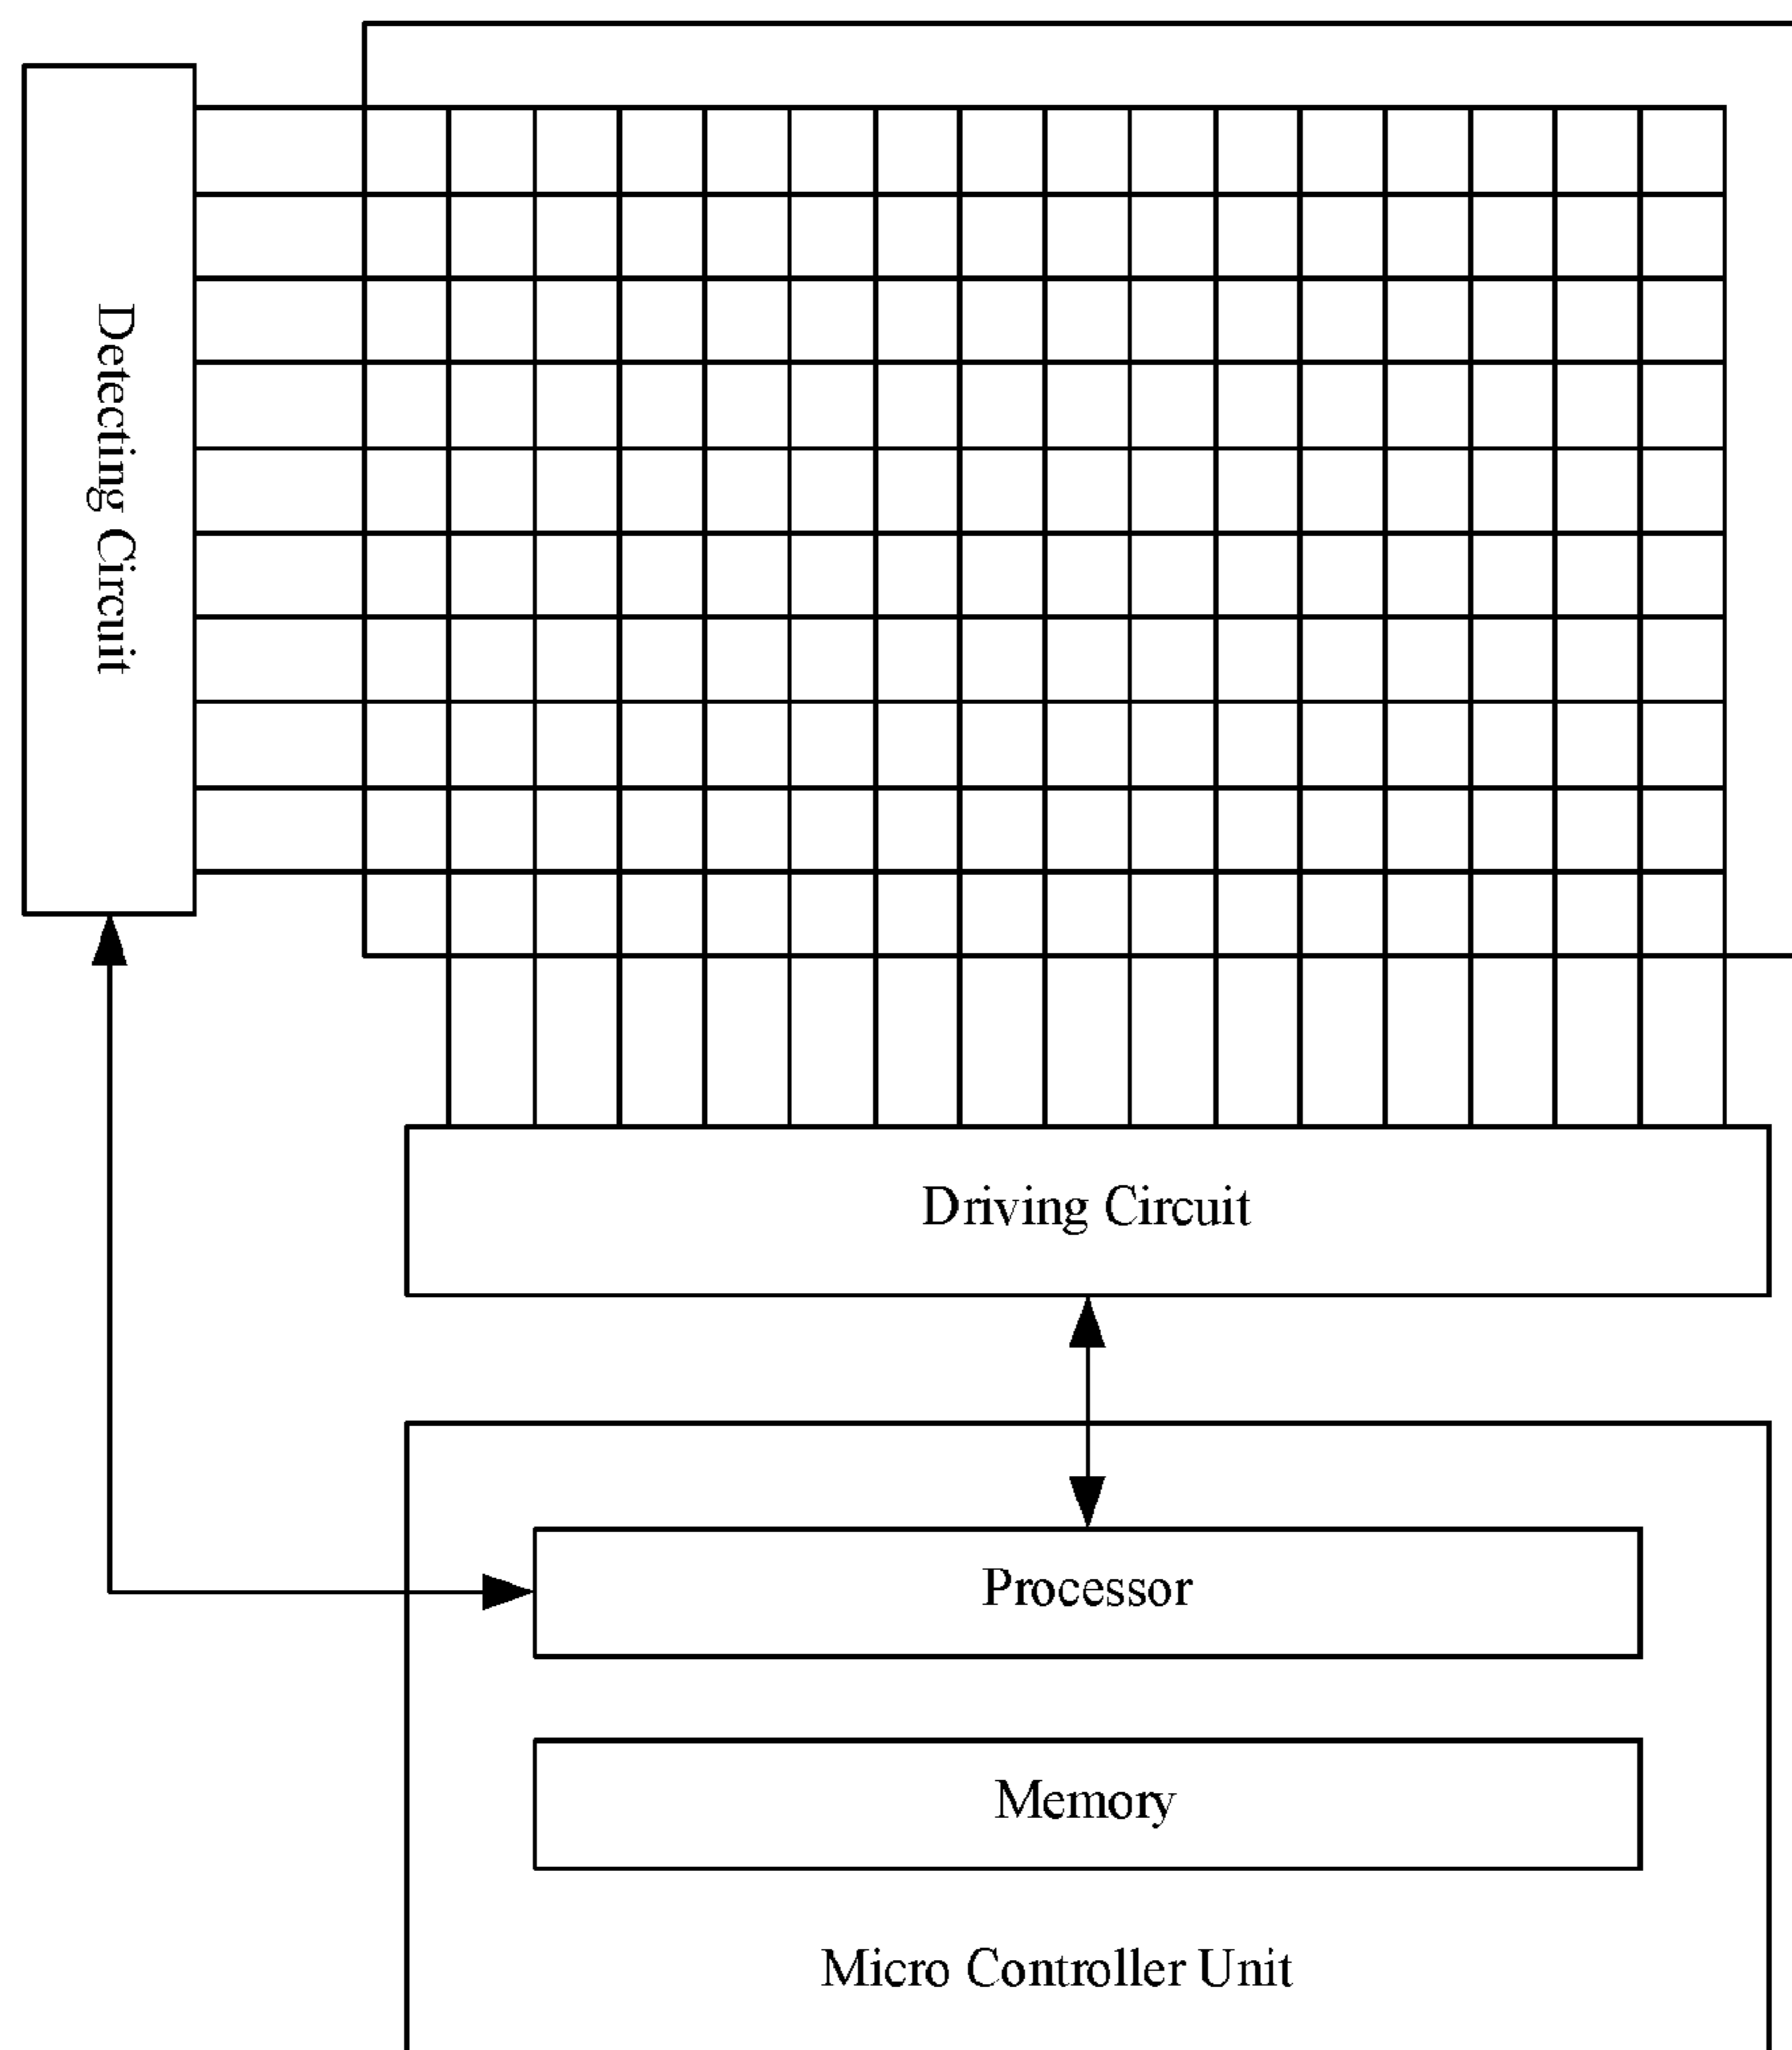 Detecting Circuit
Driving Circuit
Processor
Memory
Micro Controller Unit